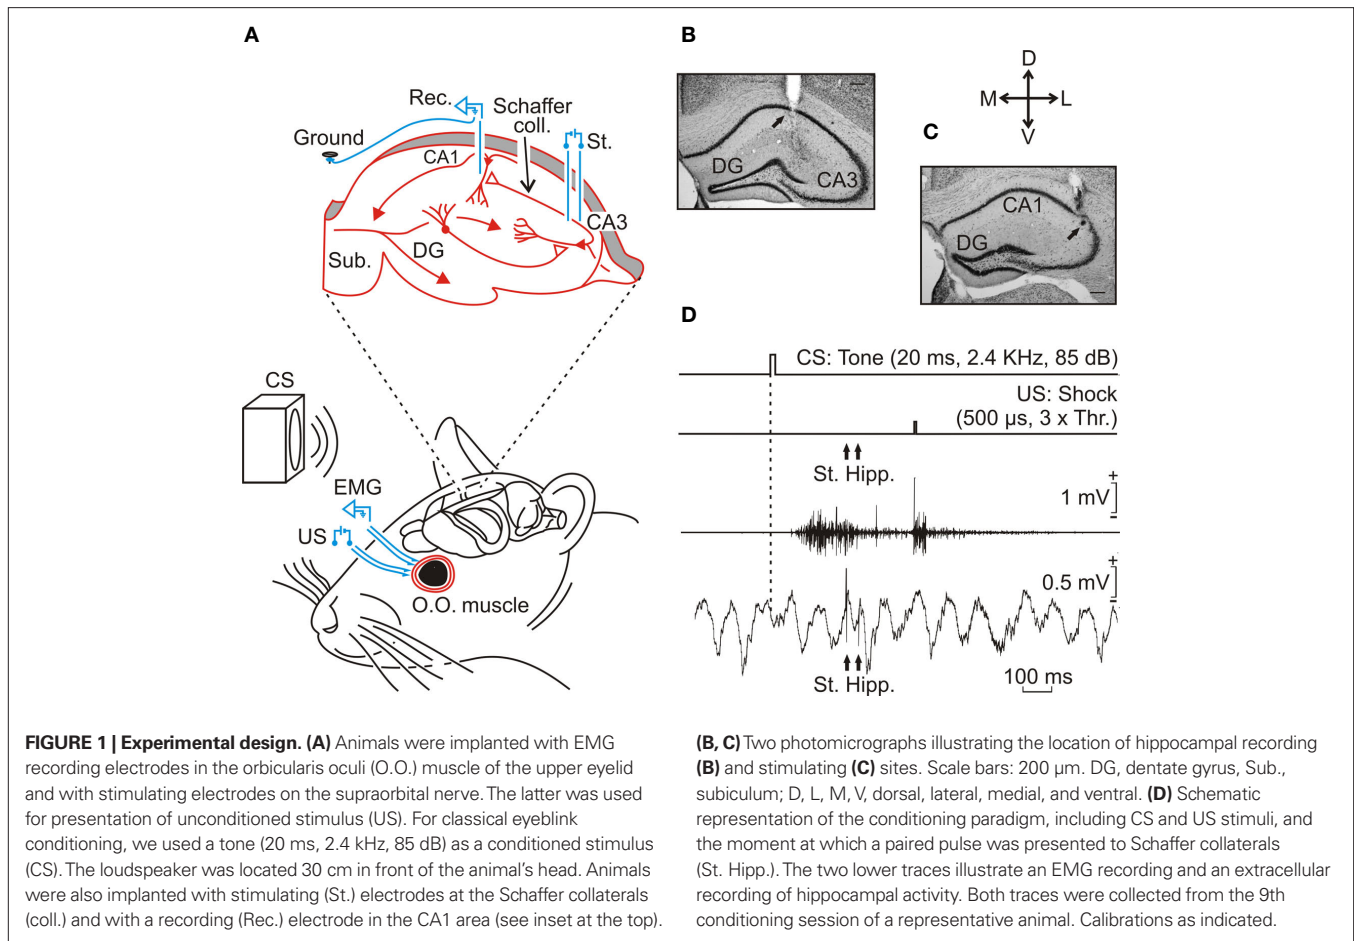 A
Rec.
Schaffer
coll.
Ground
St.
CA1
CA3
DG
Sub.
CS
EMG
US
O.O. muscle
B
DG
CA3
D
M
L
V
C
CA1
DG
D
CS: Tone (20 ms, 2.4 KHz, 85 dB)
US: Shock
(500 µs, 3 x Thr.)
St. Hipp.
+
1 mV
-
+
0.5 mV
-
St. Hipp.
100 ms
FIGURE 1 | Experimental design. (A) Animals were implanted with EMG
recording electrodes in the orbicularis oculi (O.O.) muscle of the upper eyelid
and with stimulating electrodes on the supraorbital nerve. The latter was used
for presentation of unconditioned stimulus (US). For classical eyeblink
conditioning, we used a tone (20 ms, 2.4 kHz, 85 dB) as a conditioned stimulus
(CS). The loudspeaker was located 30 cm in front of the animal's head. Animals
were also implanted with stimulating (St.) electrodes at the Schaffer collaterals
(coll.) and with a recording (Rec.) electrode in the CA1 area (see inset at the top).
(B, C) Two photomicrographs illustrating the location of hippocampal recording
(B) and stimulating (C) sites. Scale bars: 200 µm. DG, dentate gyrus, Sub.,
subiculum; D, L, M, V, dorsal, lateral, medial, and ventral. (D) Schematic
representation of the conditioning paradigm, including CS and US stimuli, and
the moment at which a paired pulse was presented to Schaffer collaterals
(St. Hipp.). The two lower traces illustrate an EMG recording and an extracellular
recording of hippocampal activity. Both traces were collected from the 9th
conditioning session of a representative animal. Calibrations as indicated.